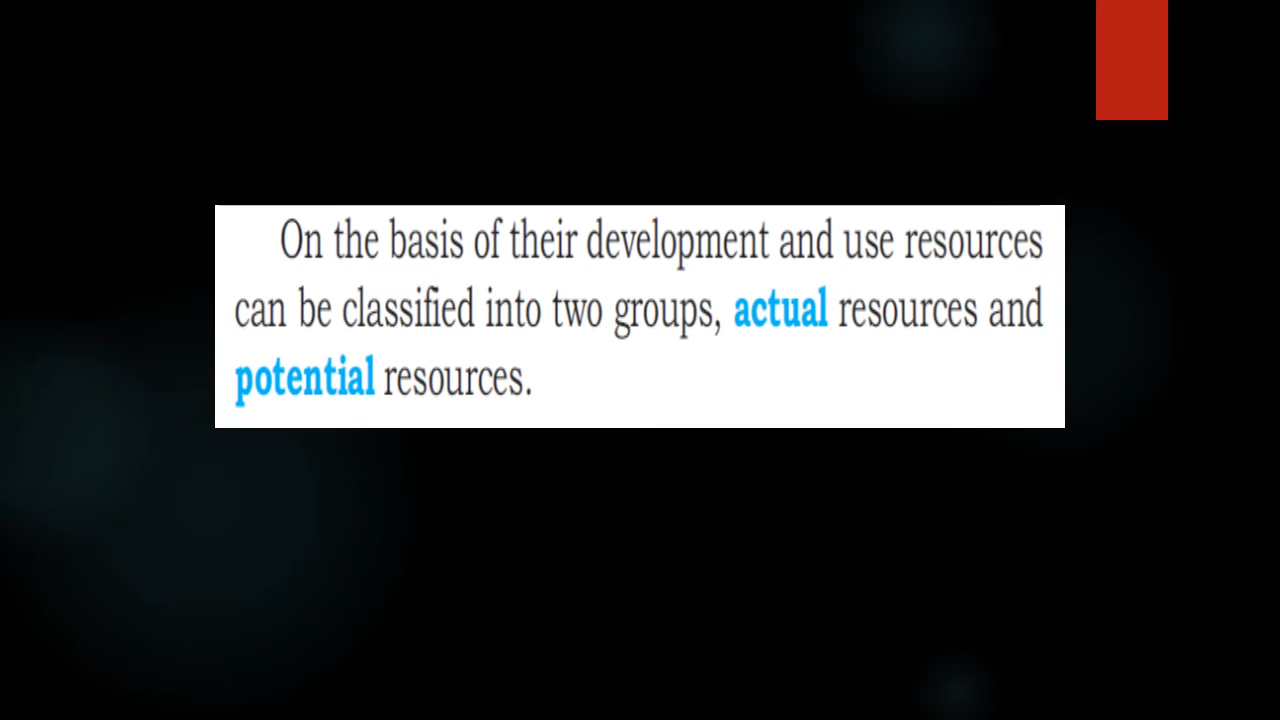 On the basis of their development and use resources
can be classified into two groups, actual resources and
potential resources.